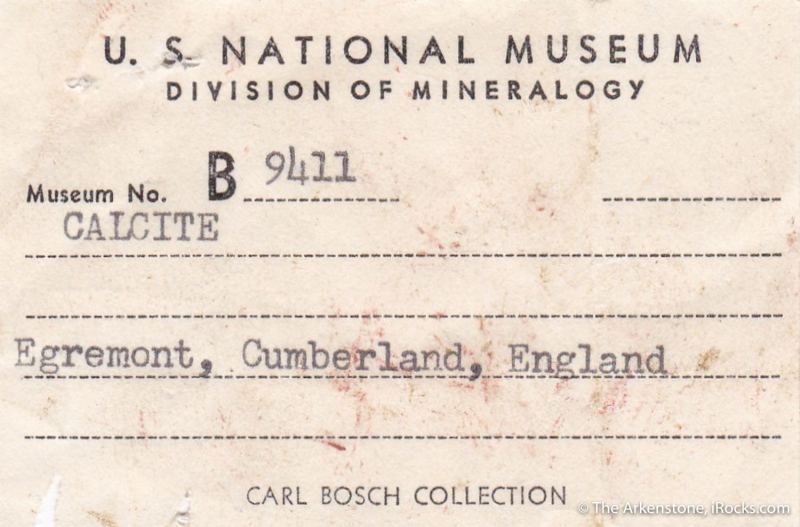 U. S. NATIONAL MUSEUM
DIVISION OF MINERALOGY
Museum No. B 9411
CALCITE
Egremont, Cumberland, England
CARL BOSCH COLLECTION
© The Arkenstone, iRocks.com